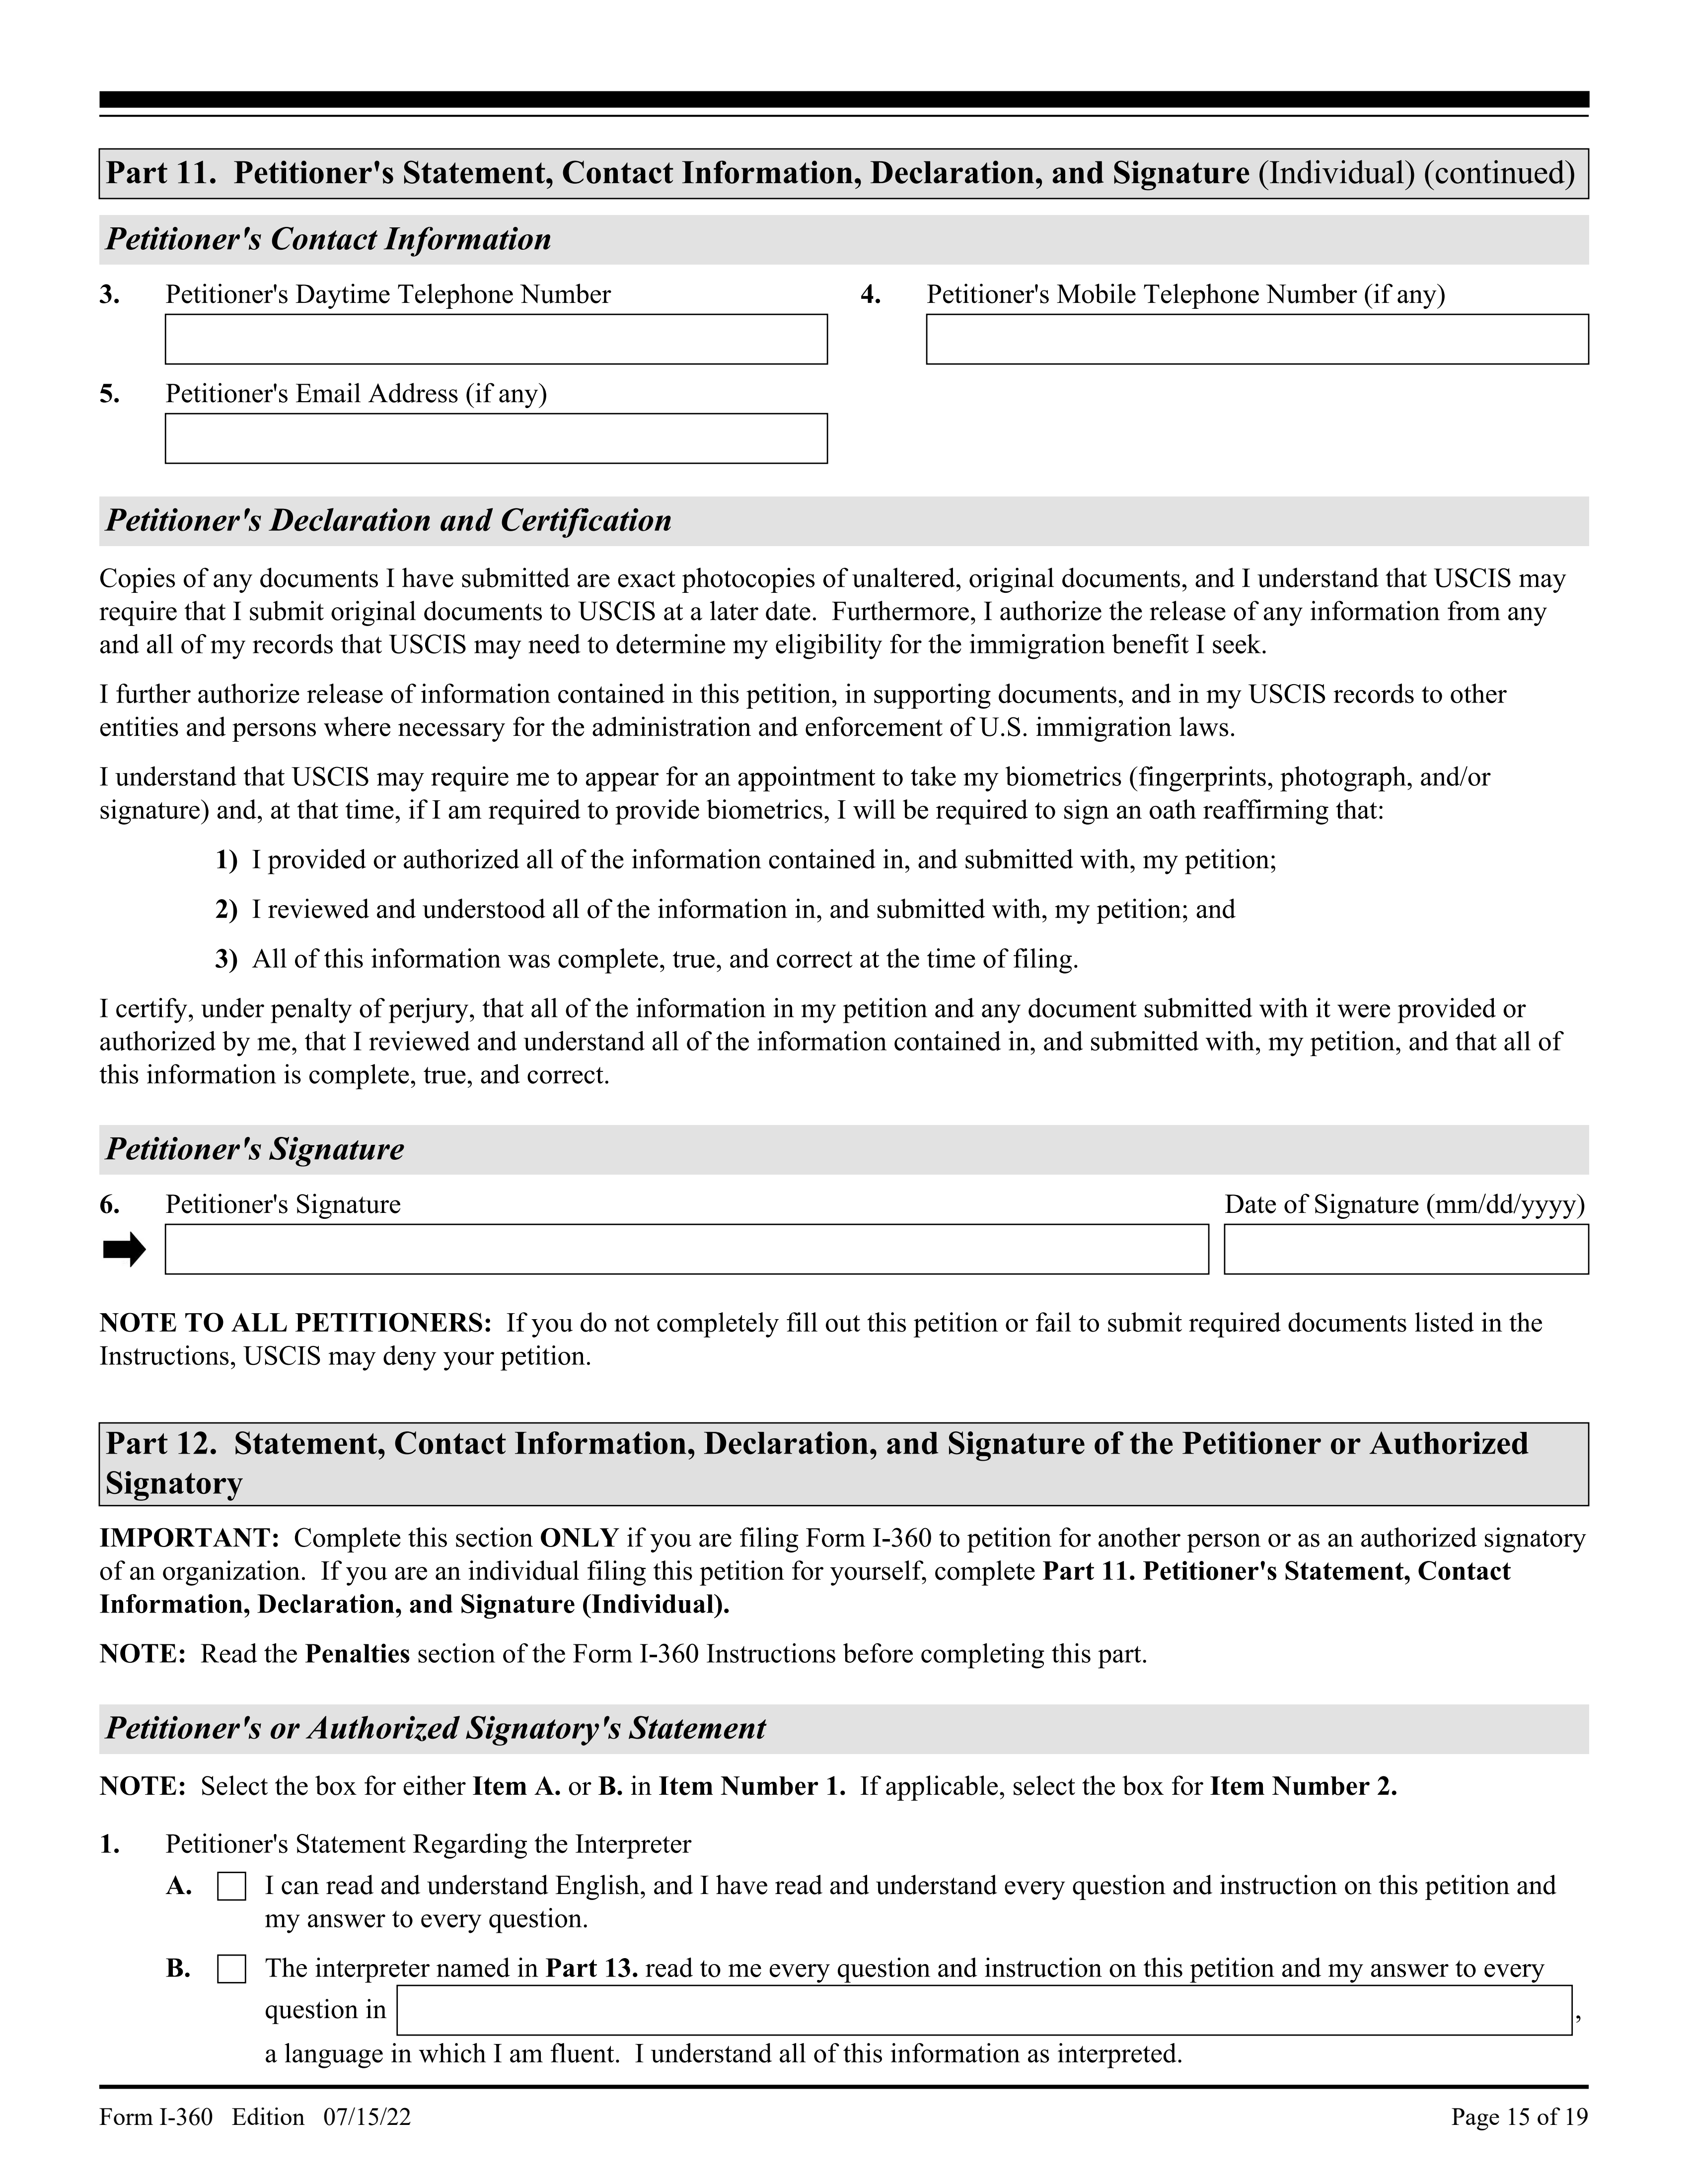 Part 11.  Petitioner's Statement, Contact Information, Declaration, and Signature (Individual) (continued)
Petitioner's Contact Information
3. Petitioner's Daytime Telephone Number
4. Petitioner's Mobile Telephone Number (if any)
5. Petitioner's Email Address (if any)
Petitioner's Declaration and Certification
Copies of any documents I have submitted are exact photocopies of unaltered, original documents, and I understand that USCIS may
require that I submit original documents to USCIS at a later date.  Furthermore, I authorize the release of any information from any
and all of my records that USCIS may need to determine my eligibility for the immigration benefit I seek.
I further authorize release of information contained in this petition, in supporting documents, and in my USCIS records to other
entities and persons where necessary for the administration and enforcement of U.S. immigration laws.
I understand that USCIS may require me to appear for an appointment to take my biometrics (fingerprints, photograph, and/or
signature) and, at that time, if I am required to provide biometrics, I will be required to sign an oath reaffirming that:
1) I provided or authorized all of the information contained in, and submitted with, my petition;
2) I reviewed and understood all of the information in, and submitted with, my petition; and
3) All of this information was complete, true, and correct at the time of filing.
I certify, under penalty of perjury, that all of the information in my petition and any document submitted with it were provided or
authorized by me, that I reviewed and understand all of the information contained in, and submitted with, my petition, and that all of
this information is complete, true, and correct.
Petitioner's Signature
6. Petitioner's Signature
Date of Signature (mm/dd/yyyy)
NOTE TO ALL PETITIONERS:  If you do not completely fill out this petition or fail to submit required documents listed in the
Instructions, USCIS may deny your petition.
Part 12.  Statement, Contact Information, Declaration, and Signature of the Petitioner or Authorized
Signatory
IMPORTANT:  Complete this section ONLY if you are filing Form I-360 to petition for another person or as an authorized signatory
of an organization.  If you are an individual filing this petition for yourself, complete Part 11. Petitioner's Statement, Contact
Information, Declaration, and Signature (Individual).
NOTE:  Read the Penalties section of the Form I-360 Instructions before completing this part.
Petitioner's or Authorized Signatory's Statement
NOTE:  Select the box for either Item A. or B. in Item Number 1.  If applicable, select the box for Item Number 2.
1. Petitioner's Statement Regarding the Interpreter
A. I can read and understand English, and I have read and understand every question and instruction on this petition and
my answer to every question.
B. The interpreter named in Part 13. read to me every question and instruction on this petition and my answer to every
question in ,
a language in which I am fluent.  I understand all of this information as interpreted.
Form I-360   Edition   07/15/22
Page 15 of 19